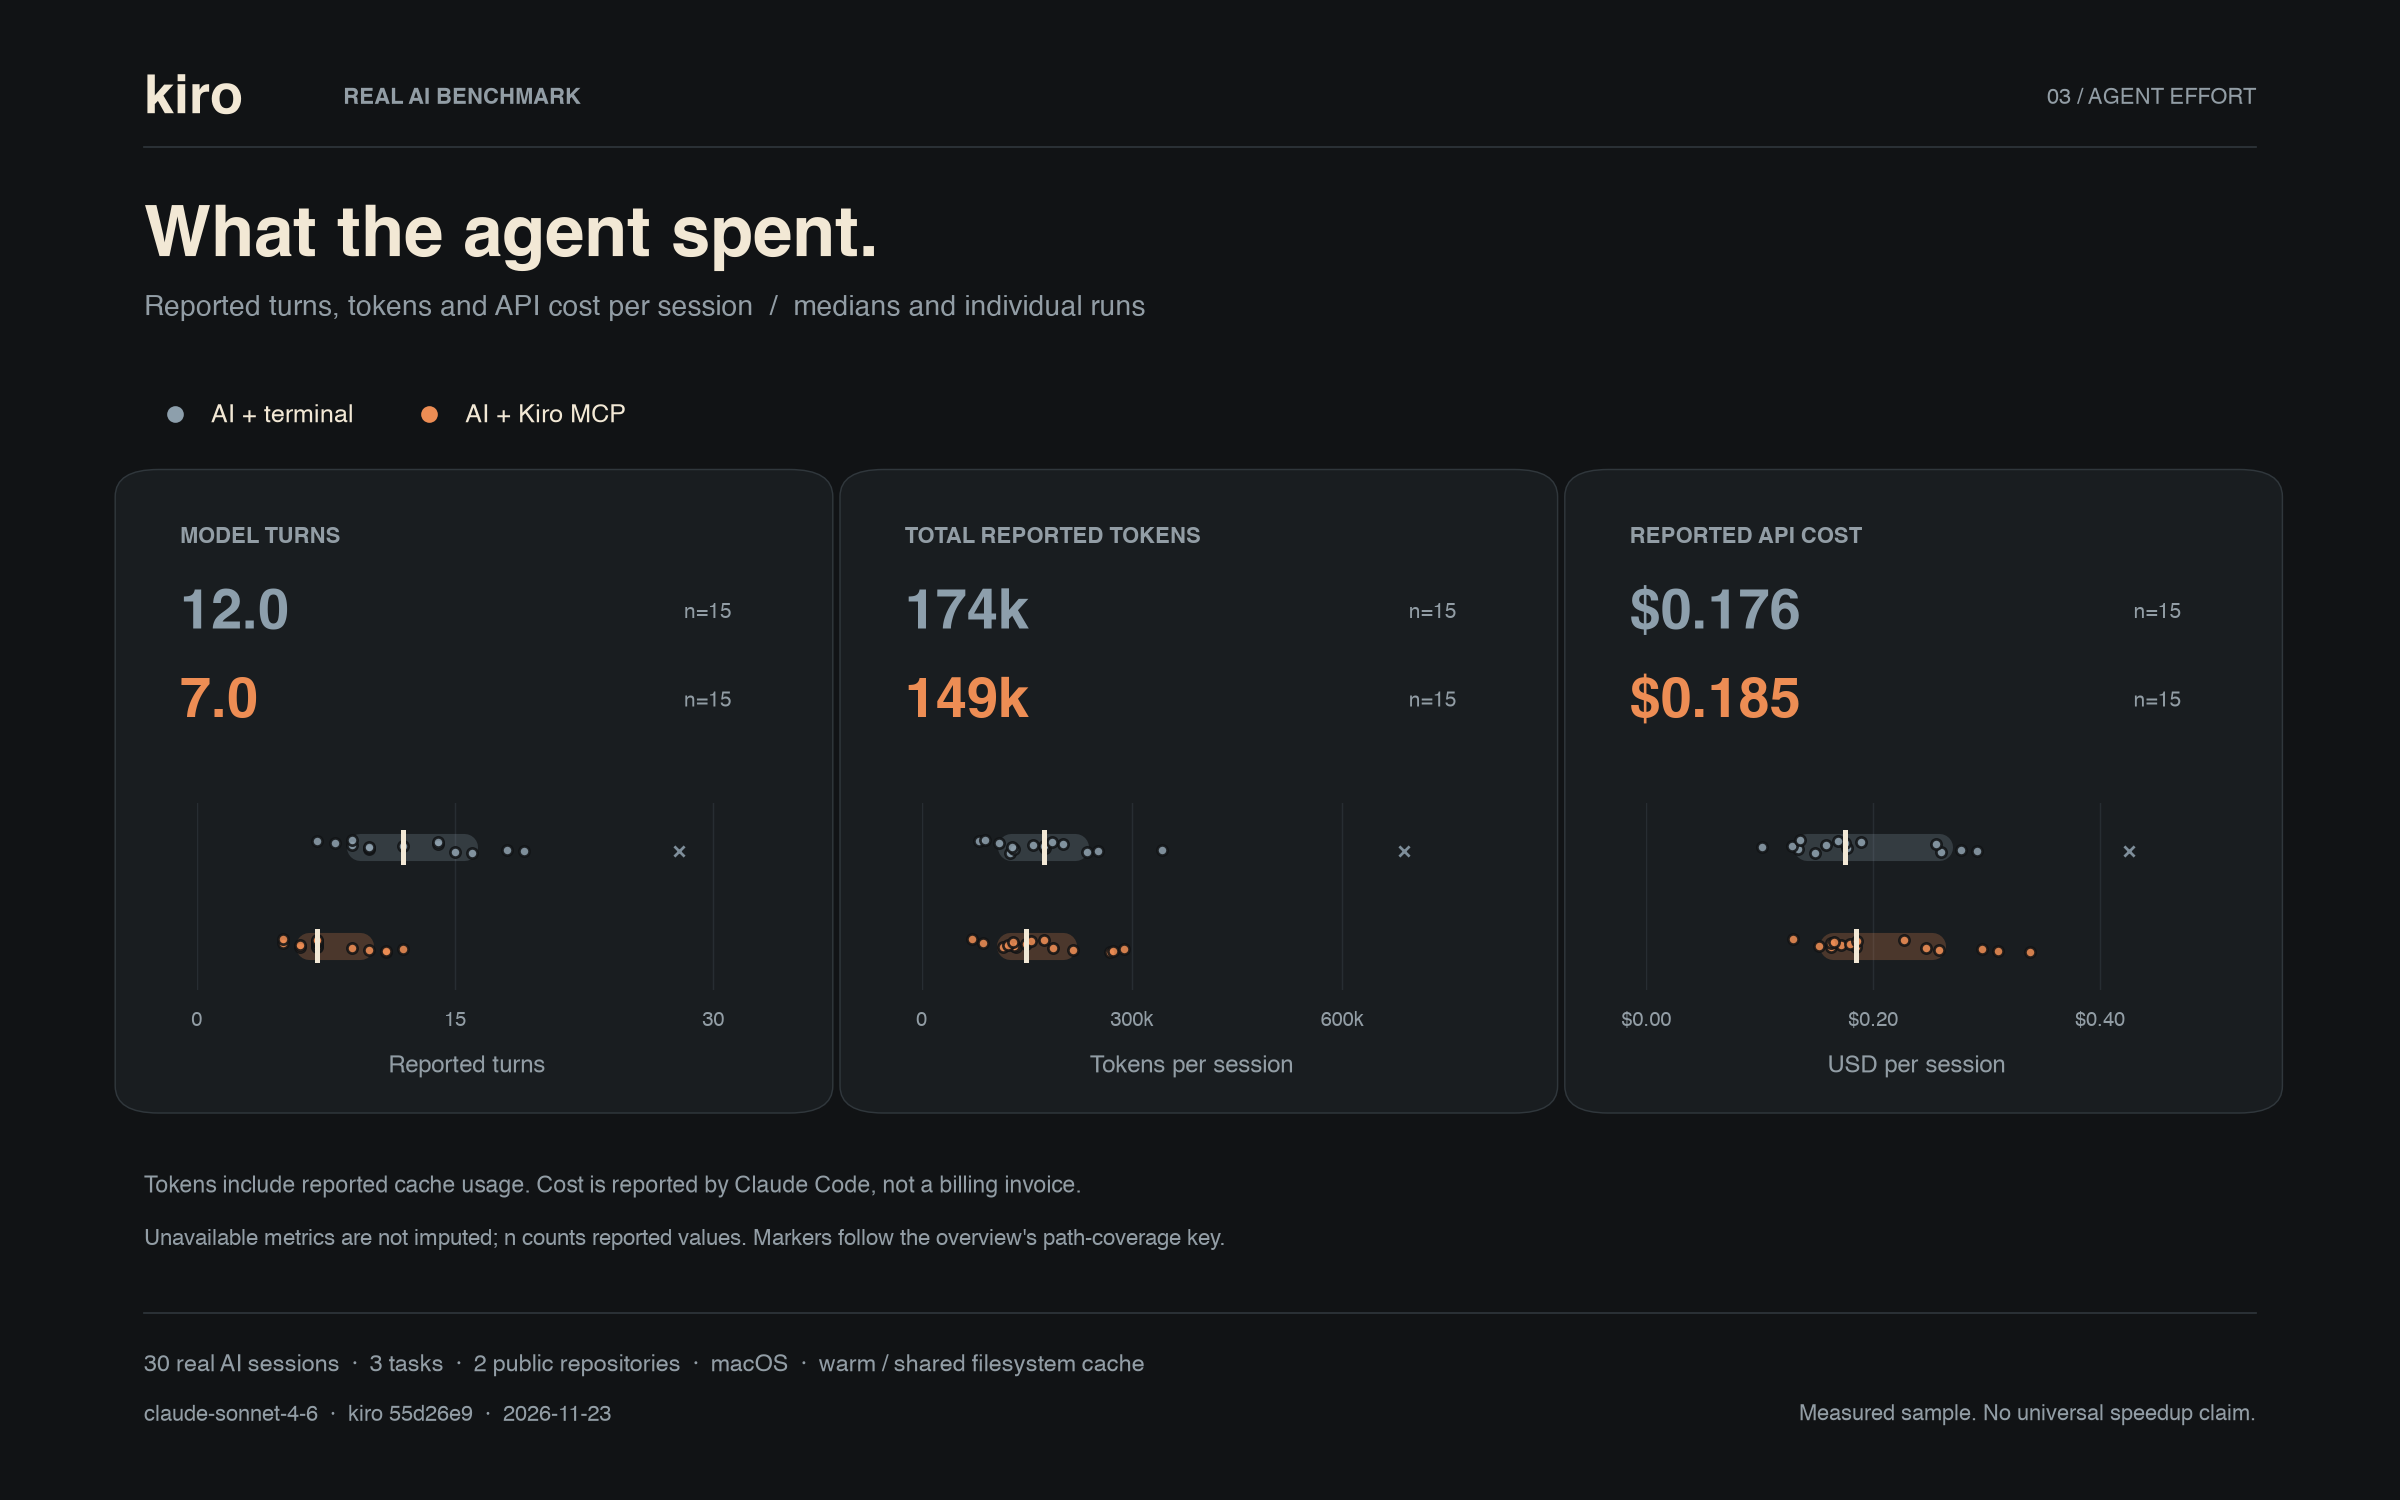 kiro
REAL AI BENCHMARK
03 / AGENT EFFORT
What the agent spent.
Reported turns, tokens and API cost per session / medians and individual runs
AI + terminal
AI + Kiro MCP
MODEL TURNS
12.0
n=15
7.0
n=15
0
15
30
Reported turns
TOTAL REPORTED TOKENS
174k
n=15
149k
n=15
0
300k
600k
Tokens per session
REPORTED API COST
$0.176
n=15
$0.185
n=15
$0.00
$0.20
$0.40
USD per session
Tokens include reported cache usage. Cost is reported by Claude Code, not a billing invoice.
Unavailable metrics are not imputed; n counts reported values. Markers follow the overview's path-coverage key.
30 real AI sessions · 3 tasks · 2 public repositories · macOS · warm / shared filesystem cache
claude-sonnet-4-6 · kiro 55d26e9 · 2026-11-23
Measured sample. No universal speedup claim.